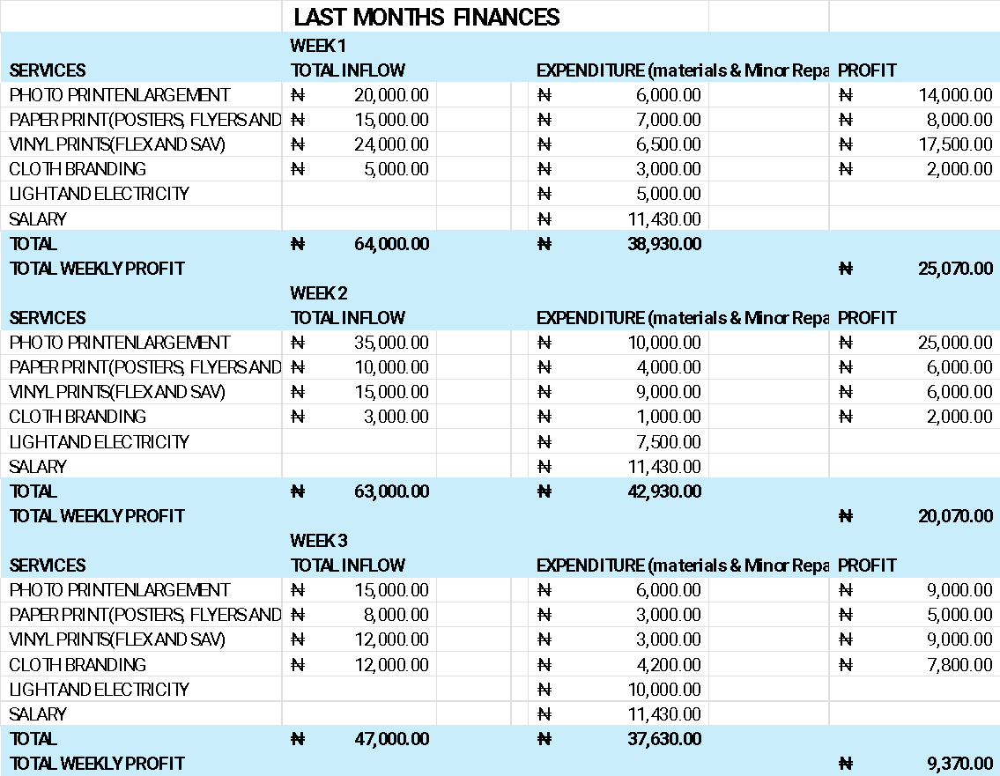 LAST MONTHS FINANCES
WEEK 1
SERVICES TOTAL INFLOW EXPENDITURE (materials & Minor Repa PROFIT
PHOTO PRINT ENLARGEMENT ₦ 20,000.00 ₦ 6,000.00 ₦ 14,000.00
PAPER PRINT(POSTERS, FLYERS AND ₦ 15,000.00 ₦ 7,000.00 ₦ 8,000.00
VINYL PRINTS(FLEX AND SAV) ₦ 24,000.00 ₦ 6,500.00 ₦ 17,500.00
CLOTH BRANDING ₦ 5,000.00 ₦ 3,000.00 ₦ 2,000.00
LIGHT AND ELECTRICITY ₦ 5,000.00
SALARY ₦ 11,430.00
TOTAL ₦ 64,000.00 ₦ 38,930.00
TOTAL WEEKLY PROFIT ₦ 25,070.00
WEEK 2
SERVICES TOTAL INFLOW EXPENDITURE (materials & Minor Repa PROFIT
PHOTO PRINT ENLARGEMENT ₦ 35,000.00 ₦ 10,000.00 ₦ 25,000.00
PAPER PRINT(POSTERS, FLYERS AND ₦ 10,000.00 ₦ 4,000.00 ₦ 6,000.00
VINYL PRINTS(FLEX AND SAV) ₦ 15,000.00 ₦ 9,000.00 ₦ 6,000.00
CLOTH BRANDING ₦ 3,000.00 ₦ 1,000.00 ₦ 2,000.00
LIGHT AND ELECTRICITY ₦ 7,500.00
SALARY ₦ 11,430.00
TOTAL ₦ 63,000.00 ₦ 42,930.00
TOTAL WEEKLY PROFIT ₦ 20,070.00
WEEK 3
SERVICES TOTAL INFLOW EXPENDITURE (materials & Minor Repa PROFIT
PHOTO PRINT ENLARGEMENT ₦ 15,000.00 ₦ 6,000.00 ₦ 9,000.00
PAPER PRINT(POSTERS, FLYERS AND ₦ 8,000.00 ₦ 3,000.00 ₦ 5,000.00
VINYL PRINTS(FLEX AND SAV) ₦ 12,000.00 ₦ 3,000.00 ₦ 9,000.00
CLOTH BRANDING ₦ 12,000.00 ₦ 4,200.00 ₦ 7,800.00
LIGHT AND ELECTRICITY ₦ 10,000.00
SALARY ₦ 11,430.00
TOTAL ₦ 47,000.00 ₦ 37,630.00
TOTAL WEEKLY PROFIT ₦ 9,370.00